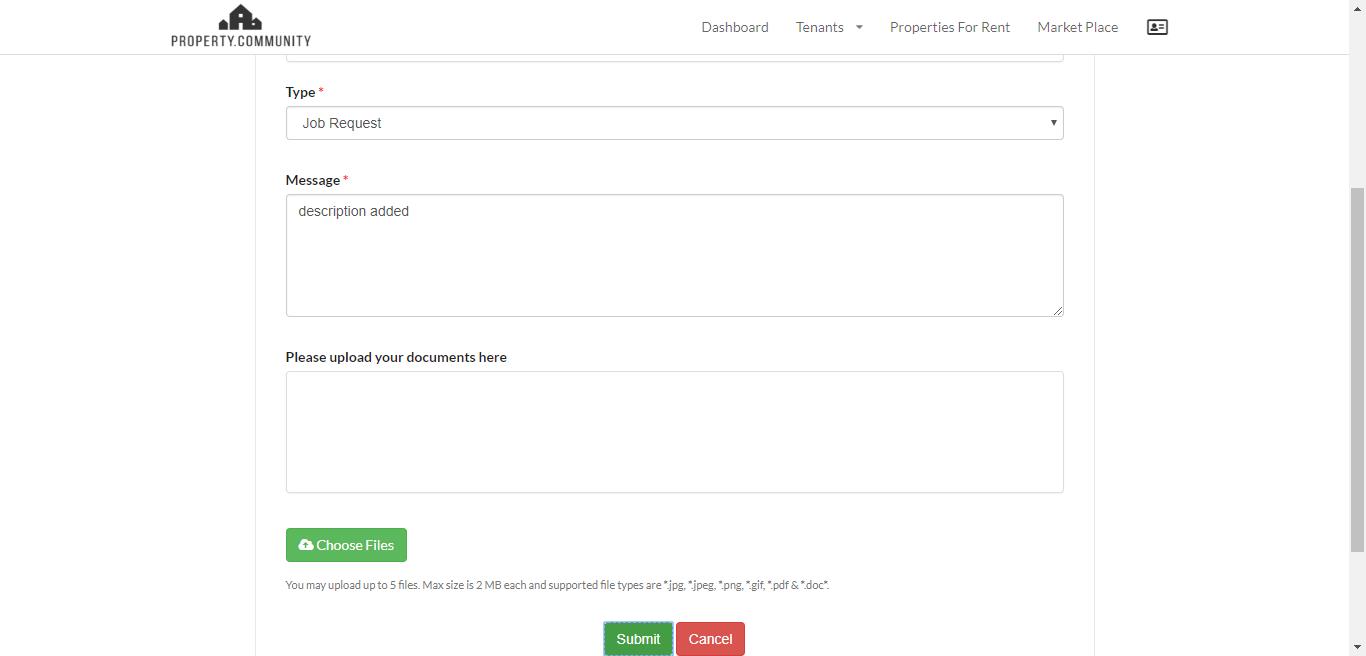 PROPERTY.COMMUNITY
Dashboard Tenants Properties For Rent Market Place
Type *
Job Request
Message *
description added
Please upload your documents here
Choose Files
You may upload up to 5 files. Max size is 2 MB each and supported file types are *.jpg, *.jpeg, *.png, *.gif, *.pdf & *.doc*.
Submit Cancel